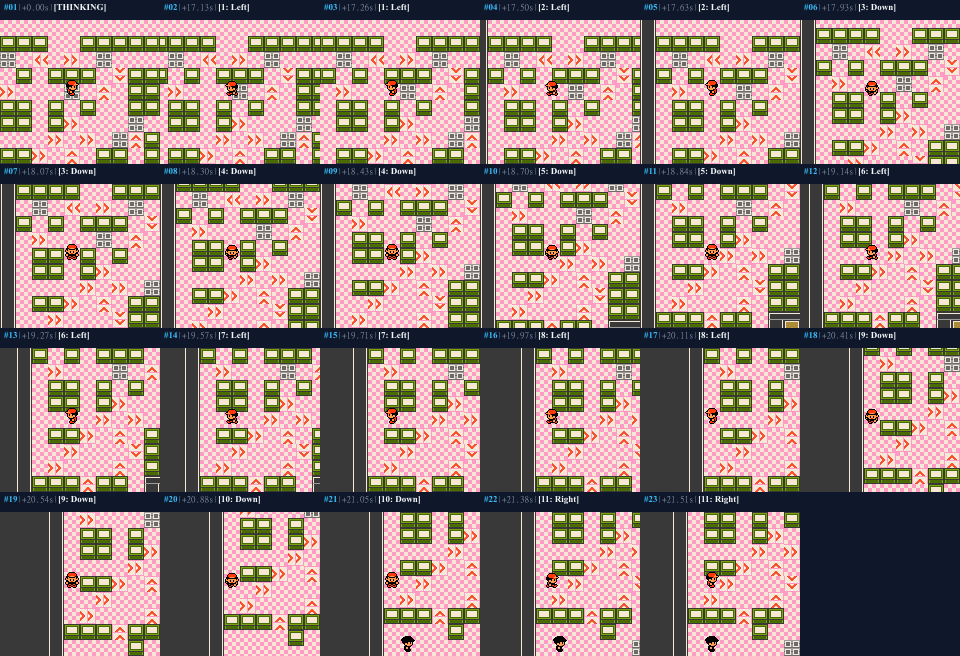 #01|+0.00s|[THINKING] #02|+17.13s|[1: Left] #03|+17.26s|[1: Left] #04|+17.50s|[2: Left] #05|+17.63s|[2: Left] #06|+17.93s|[3: Down]
#07|+18.07s|[3: Down] #08|+18.30s|[4: Down] #09|+18.43s|[4: Down] #10|+18.70s|[5: Down] #11|+18.84s|[5: Down] #12|+19.14s|[6: Left]
#13|+19.27s|[6: Left] #14|+19.57s|[7: Left] #15|+19.71s|[7: Left] #16|+19.97s|[8: Left] #17|+20.11s|[8: Left] #18|+20.41s|[9: Down]
#19|+20.54s|[9: Down] #20|+20.88s|[10: Down] #21|+21.05s|[10: Down] #22|+21.38s|[11: Right] #23|+21.51s|[11: Right]